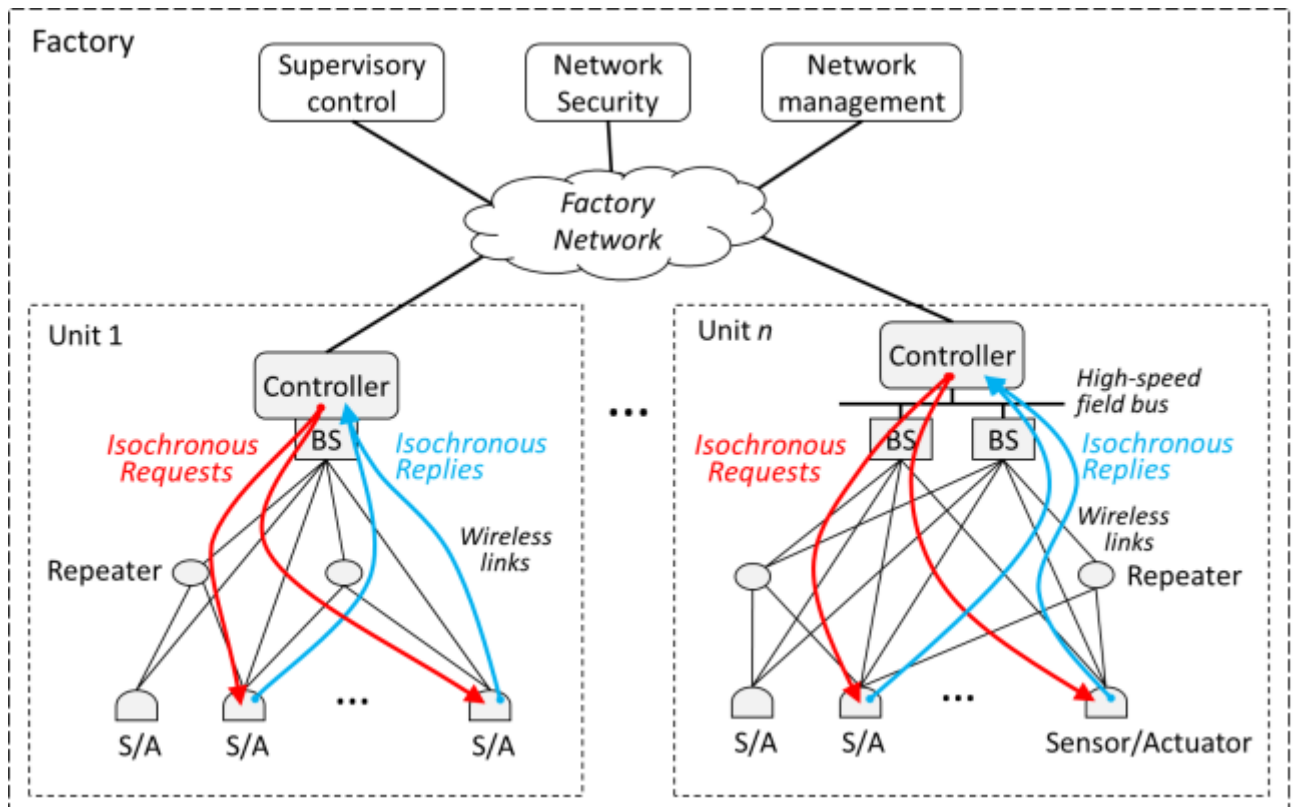 Factory
Supervisory
control
Network
Security
Network
management
Factory
Network
Unit 1
Controller
BS
Isochronous
Requests
Isochronous
Replies
Wireless
links
Repeater
S/A
S/A
...
S/A
...
Unit n
Controller
High-speed
field bus
BS
BS
Isochronous
Requests
Isochronous
Replies
Wireless
links
Repeater
S/A
S/A
...
Sensor/Actuator